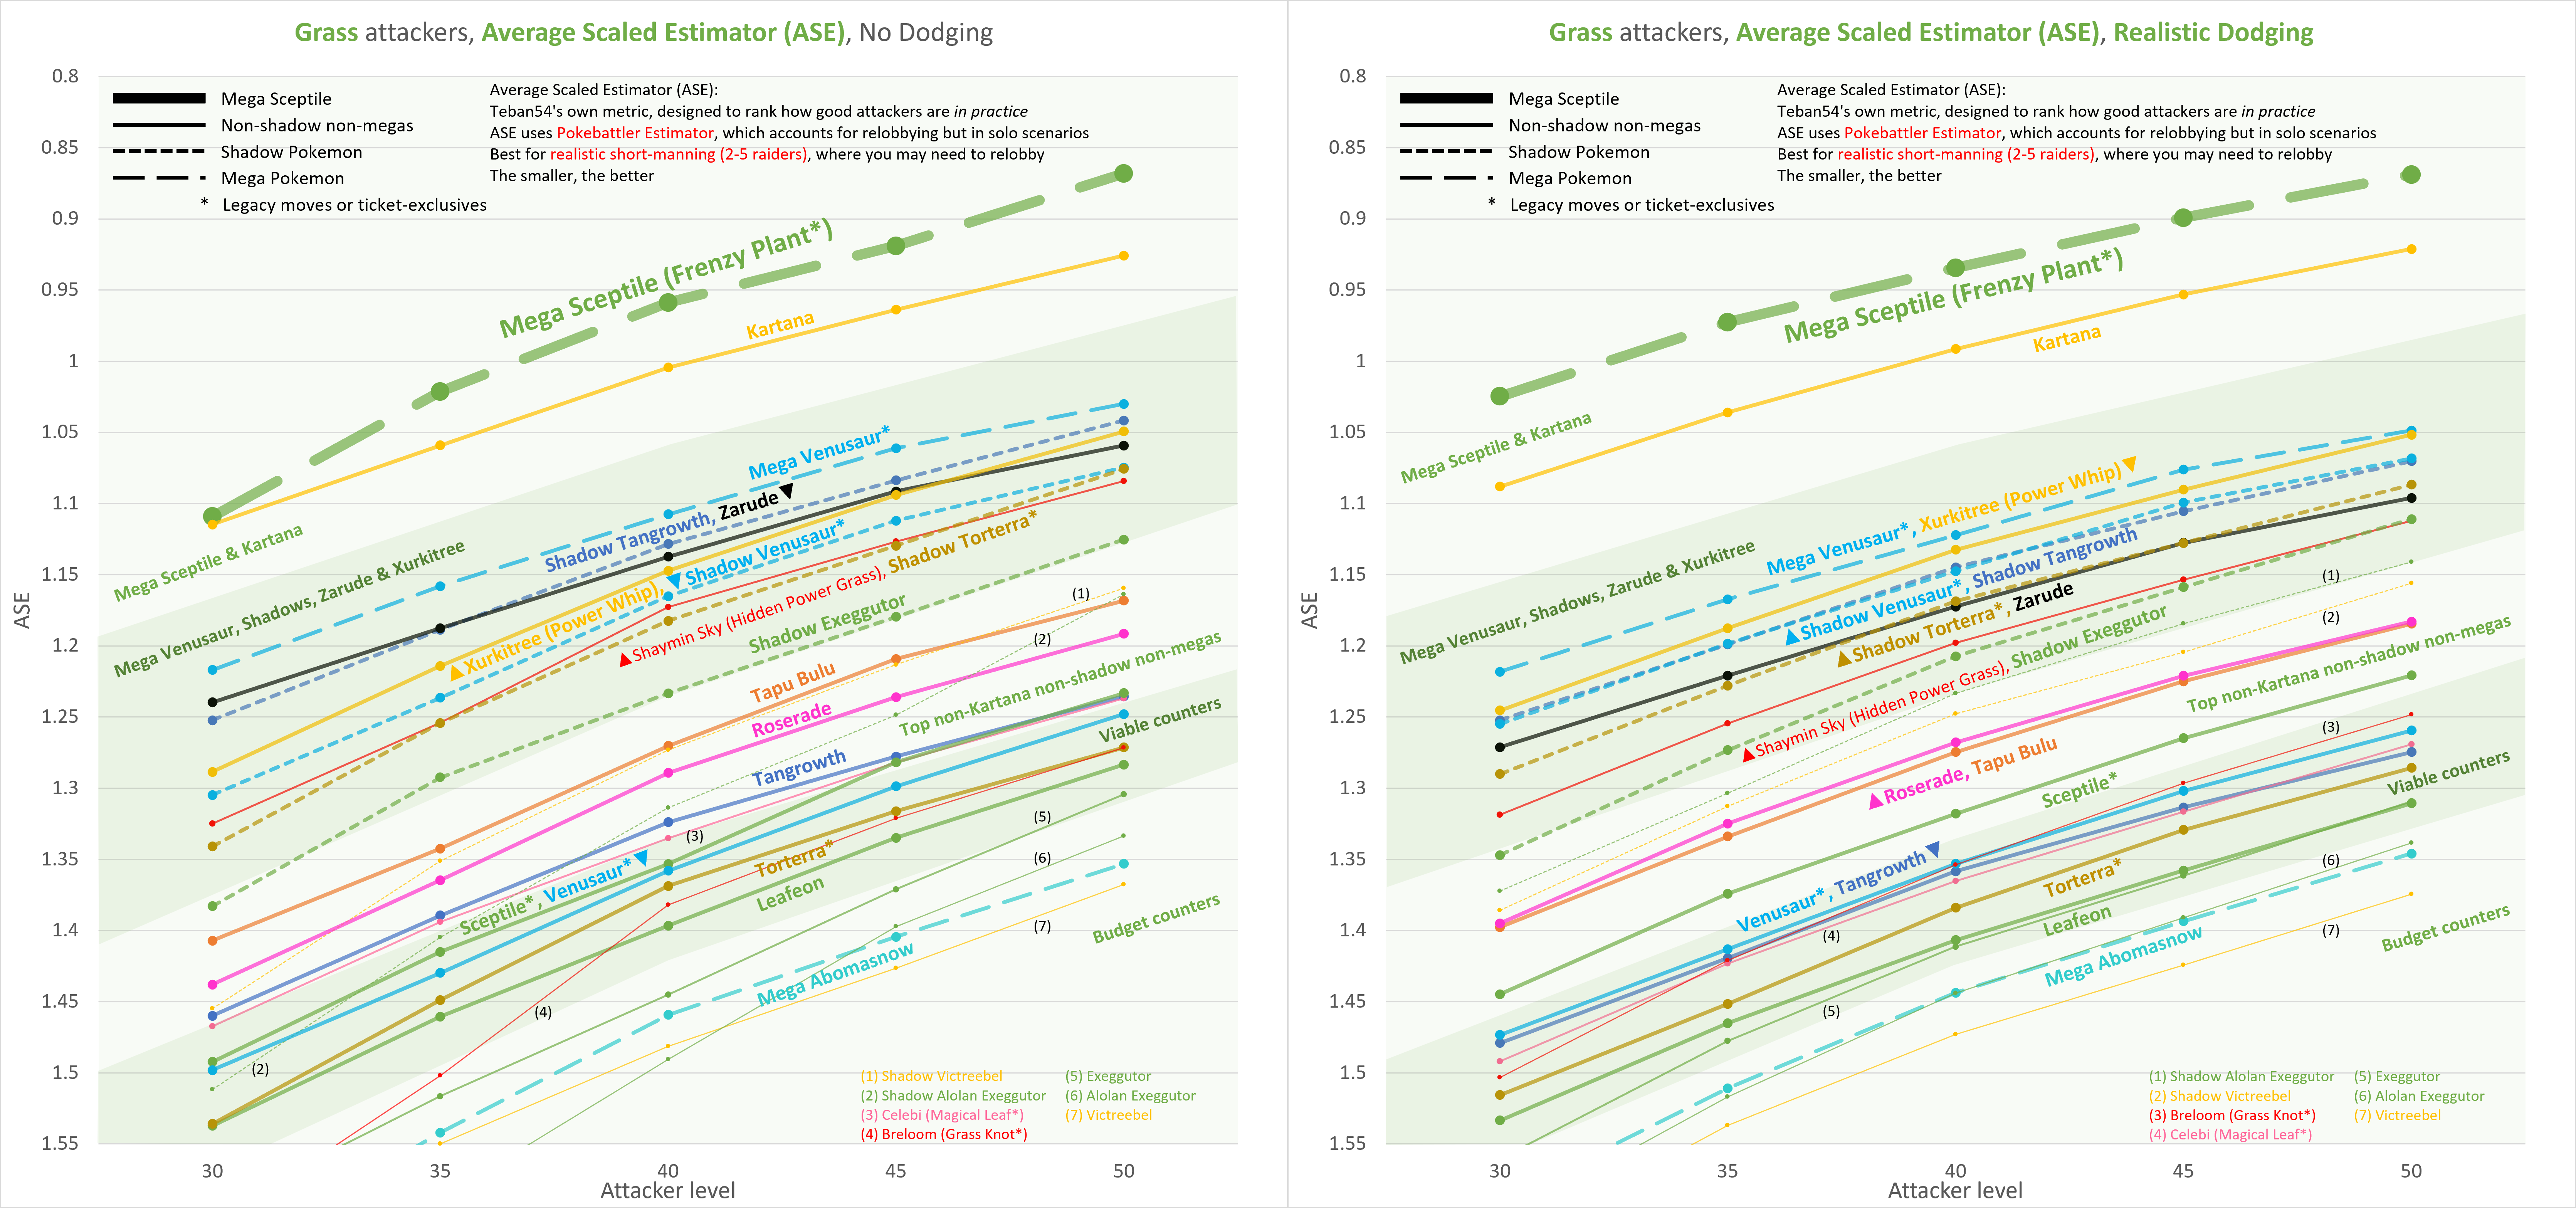 Grass attackers, Average Scaled Estimator (ASE), No Dodging
0.8
0.85
0.9
0.95
1
1.05
1.1
1.15
1.2
1.25
1.3
1.35
1.4
1.45
1.5
1.55
ASE
Mega Sceptile
Non-shadow non-megas
Shadow Pokemon
Mega Pokemon
* Legacy moves or ticket-exclusives
Average Scaled Estimator (ASE):
Teban54's own metric, designed to rank how good attackers are in practice
ASE uses Pokebattler Estimator, which accounts for relobbying but in solo scenarios
Best for realistic short-manning (2-5 raiders), where you may need to relobby
The smaller, the better
Mega Sceptile (Frenzy Plant*)
Kartana
Mega Sceptile & Kartana
Mega Venusaur*
Shadow Tangrowth, Zarude▼
Mega Venusaur, Shadows, Zarude & Xurkitree
▲Xurkitree (Power Whip),
▼Shadow Venusaur*
▲Shaymin Sky (Hidden Power Grass), Shadow Torterra*
Shadow Exeggutor
(1)
(2)
Tapu Bulu
Roserade
Top non-Kartana non-shadow non-megas
Tangrowth
Viable counters
(3)
Sceptile*, Venusaur*▼
Torterra*
Leafeon
(5)
(6)
(7)
Mega Abomasnow
Budget counters
(4)
(2)
(1) Shadow Victreebel
(2) Shadow Alolan Exeggutor
(3) Celebi (Magical Leaf*)
(4) Breloom (Grass Knot*)
(5) Exeggutor
(6) Alolan Exeggutor
(7) Victreebel
30 35 40 45 50
Attacker level
Grass attackers, Average Scaled Estimator (ASE), Realistic Dodging
0.8
0.85
0.9
0.95
1
1.05
1.1
1.15
1.2
1.25
1.3
1.35
1.4
1.45
1.5
1.55
ASE
Mega Sceptile
Non-shadow non-megas
Shadow Pokemon
Mega Pokemon
* Legacy moves or ticket-exclusives
Average Scaled Estimator (ASE):
Teban54's own metric, designed to rank how good attackers are in practice
ASE uses Pokebattler Estimator, which accounts for relobbying but in solo scenarios
Best for realistic short-manning (2-5 raiders), where you may need to relobby
The smaller, the better
Mega Sceptile (Frenzy Plant*)
Kartana
Mega Sceptile & Kartana
Mega Venusaur*, Xurkitree (Power Whip)▼
Mega Venusaur, Shadows, Zarude & Xurkitree
▲Shadow Venusaur*, Shadow Tangrowth
▲Shadow Torterra*, Zarude
▲Shaymin Sky (Hidden Power Grass), Shadow Exeggutor
(1)
(2)
▲Roserade, Tapu Bulu
Top non-Kartana non-shadow non-megas
Sceptile*
(3)
Viable counters
Venusaur*, Tangrowth▼
Torterra*
Leafeon
(4)
(5)
(6)
(7)
Mega Abomasnow
Budget counters
(1) Shadow Alolan Exeggutor
(2) Shadow Victreebel
(3) Breloom (Grass Knot*)
(4) Celebi (Magical Leaf*)
(5) Exeggutor
(6) Alolan Exeggutor
(7) Victreebel
30 35 40 45 50
Attacker level